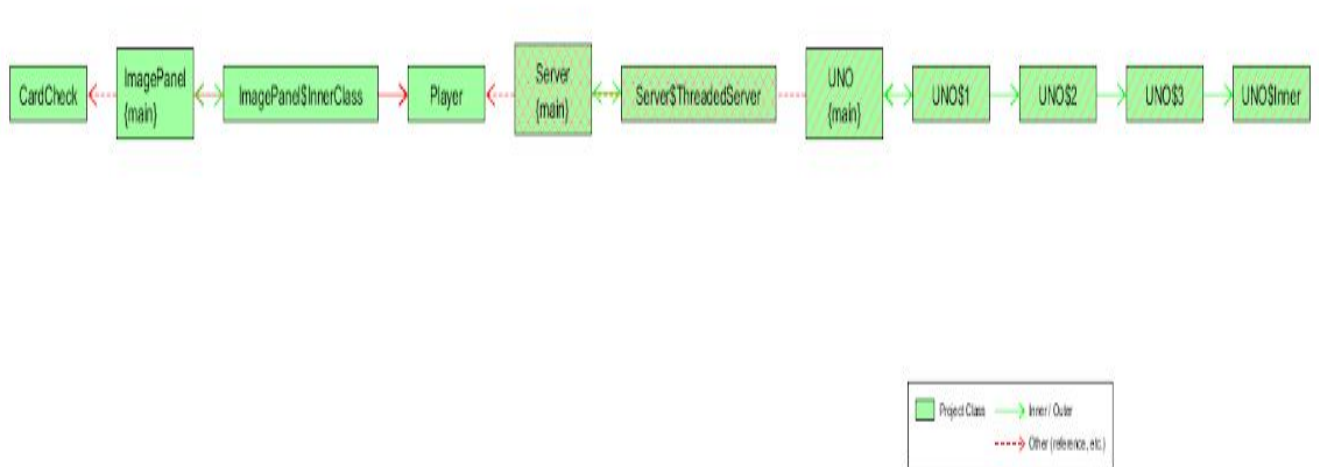 CardCheck
ImagePanel
{main}
ImagePanel$InnerClass
Player
Server
{main}
Server$ThreadedServer
UNO
{main}
UNO$1
UNO$2
UNO$3
UNO$Inner
Project Class
Inner / Outer
Other (reference, etc.)